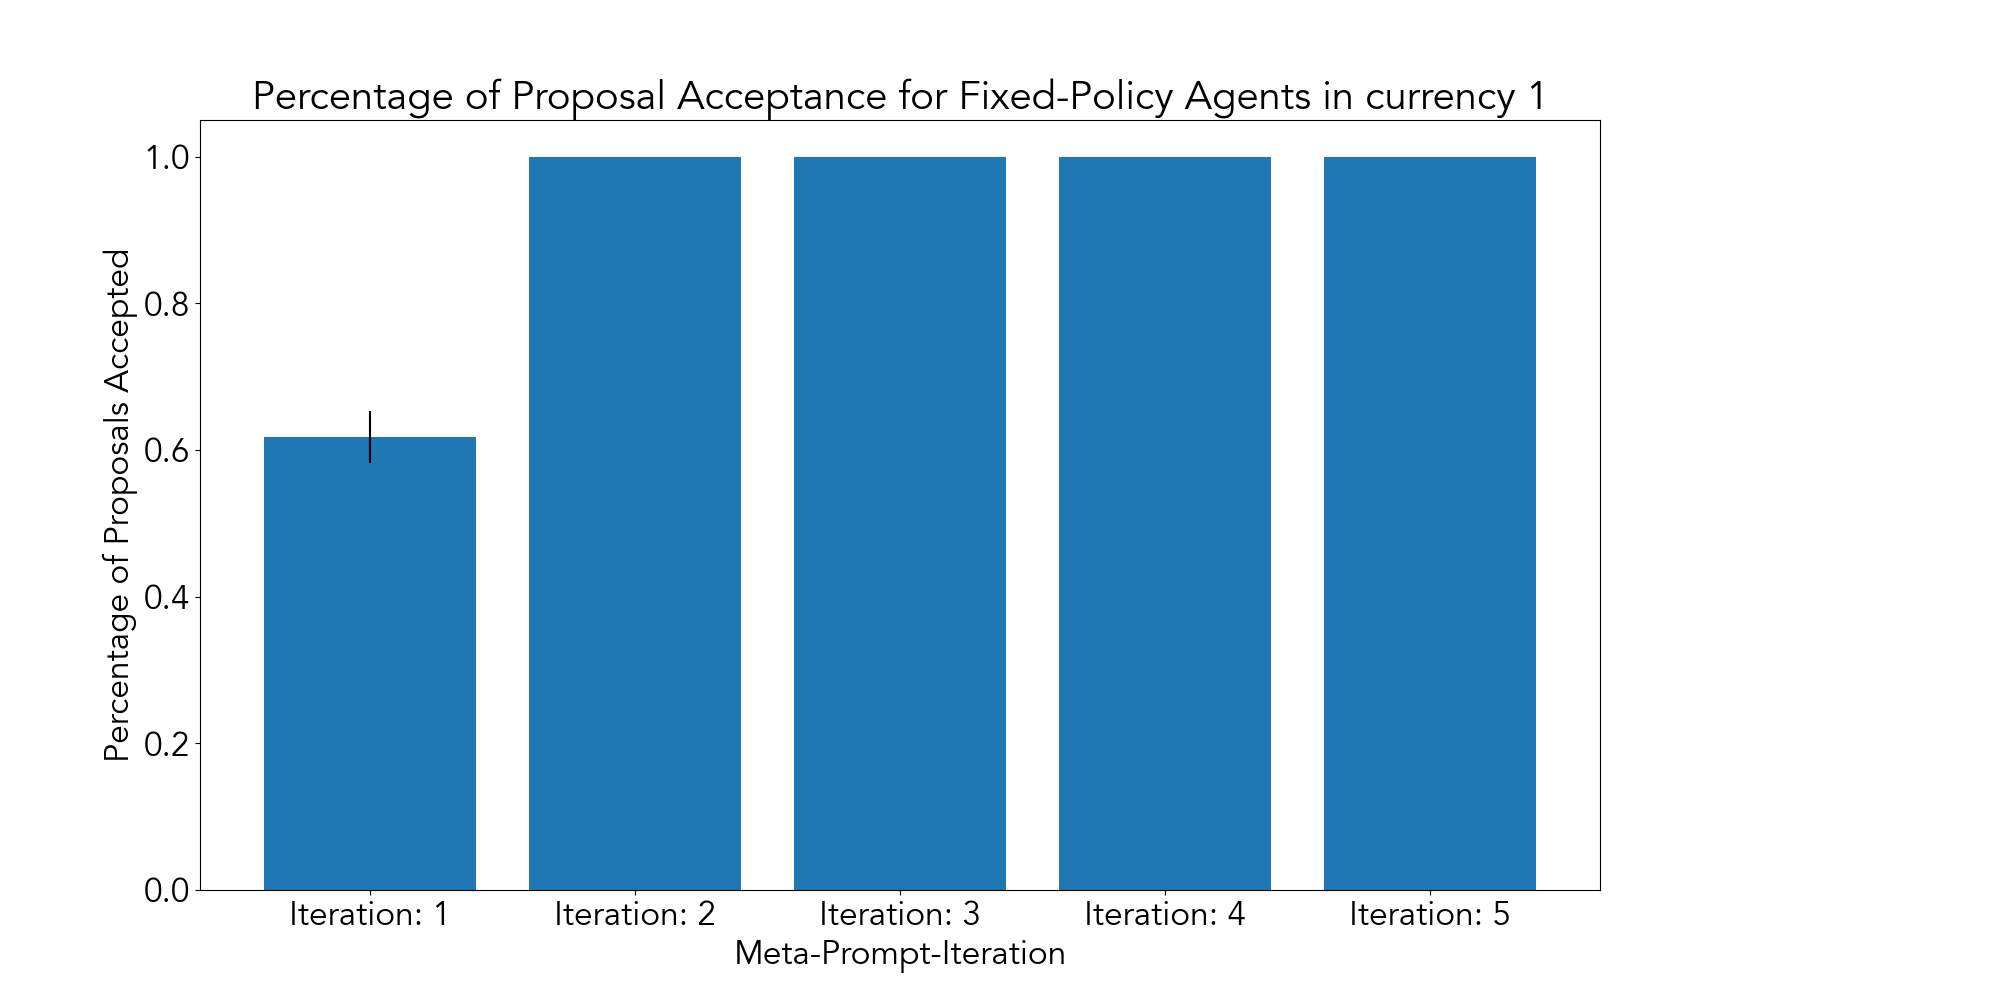 Percentage of Proposal Acceptance for Fixed-Policy Agents in currency 1
Percentage of Proposals Accepted
1.0
0.8
0.6
0.4
0.2
0.0
Iteration: 1
Iteration: 2
Iteration: 3
Iteration: 4
Iteration: 5
Meta-Prompt-Iteration